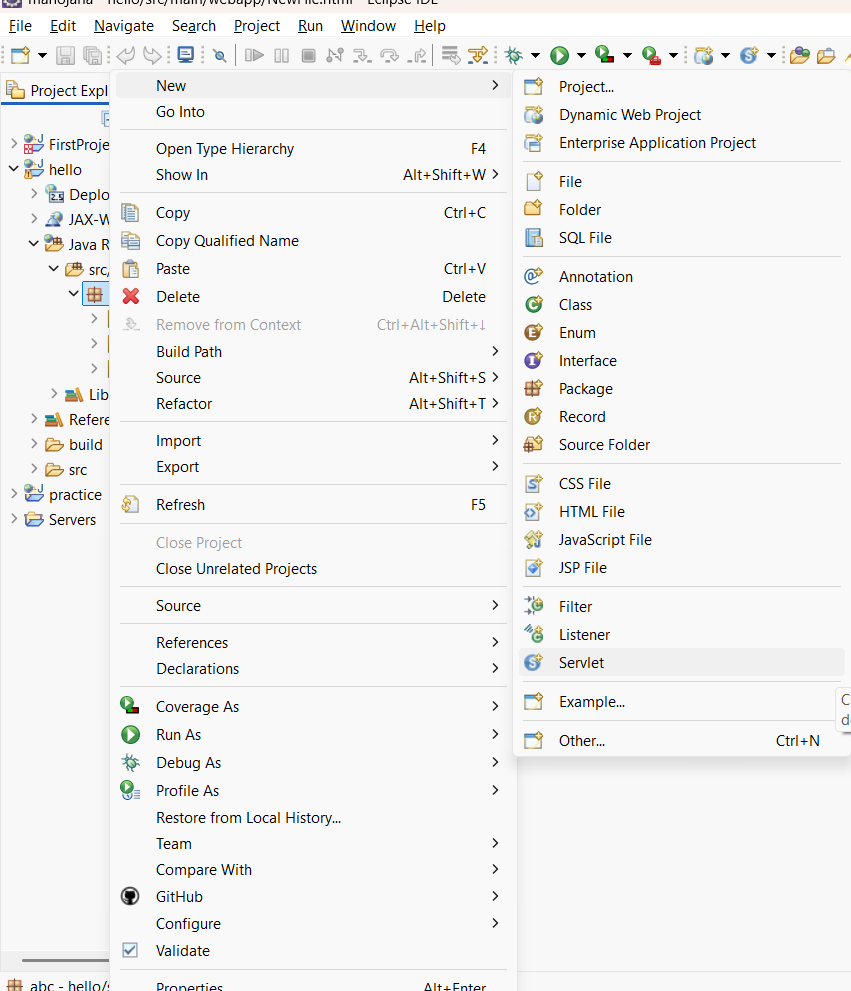 manojana - hello/src/main/webapp/NewFile.html - Eclipse IDE
File Edit Navigate Search Project Run Window Help
Project Expl
FirstProje
hello
Deplo
2.5
JAX-W
Java R
src/
Lib
Refere
build
src
practice
Servers
New
Go Into
Open Type Hierarchy F4
Show In Alt+Shift+W
Copy Ctrl+C
Copy Qualified Name
Paste Ctrl+V
Delete Delete
Remove from Context Ctrl+Alt+Shift+↓
Build Path
Source Alt+Shift+S
Refactor Alt+Shift+T
Import
Export
Refresh F5
Close Project
Close Unrelated Projects
Source
References
Declarations
Coverage As
Run As
Debug As
Profile As
Restore from Local History...
Team
Compare With
GitHub
Configure
Validate
Properties Alt+Enter
Project...
Dynamic Web Project
Enterprise Application Project
File
Folder
SQL File
Annotation
Class
Enum
Interface
Package
Record
Source Folder
CSS File
HTML File
JavaScript File
JSP File
Filter
Listener
Servlet
Example...
Other... Ctrl+N
C
d
abc - hello/s